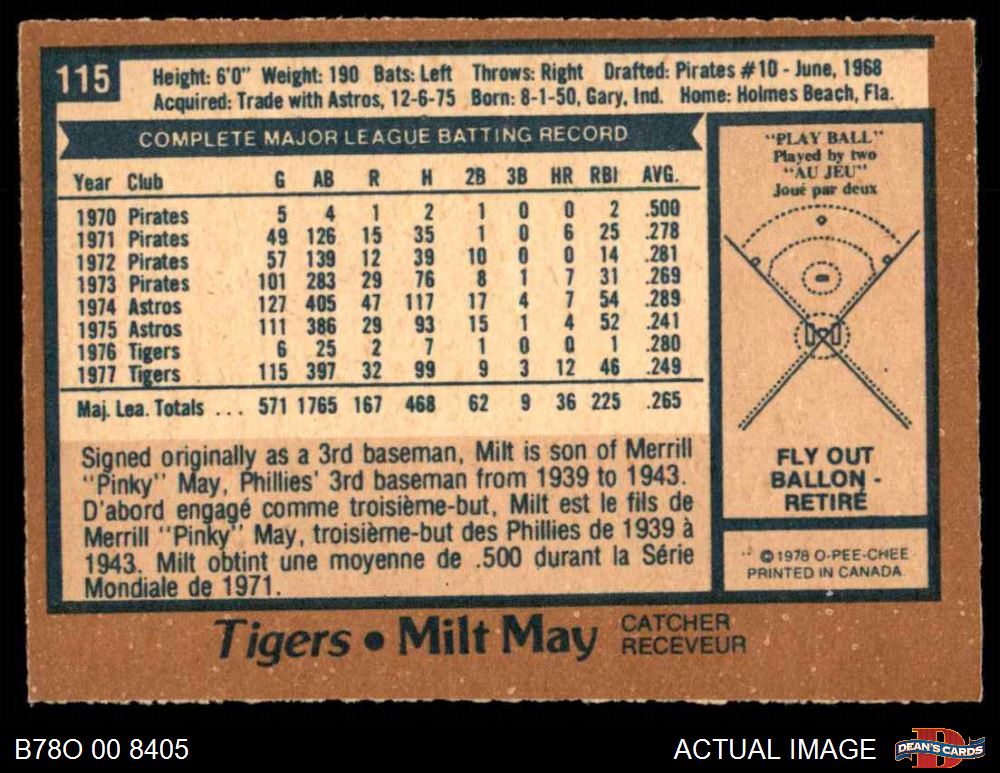 115
Height: 6'0" Weight: 190 Bats: Left Throws: Right Drafted: Pirates #10 - June, 1968
Acquired: Trade with Astros, 12-6-75 Born: 8-1-50, Gary, Ind. Home: Holmes Beach, Fla.
COMPLETE MAJOR LEAGUE BATTING RECORD
Year Club G AB R H 2B 3B HR RBI AVG.
1970 Pirates 5 4 1 2 1 0 0 2 .500
1971 Pirates 49 126 15 35 1 0 6 25 .278
1972 Pirates 57 139 12 39 10 0 0 14 .281
1973 Pirates 101 283 29 76 8 1 7 31 .269
1974 Astros 127 405 47 117 17 4 7 54 .289
1975 Astros 111 386 29 93 15 1 4 52 .241
1976 Tigers 6 25 2 7 1 0 0 1 .280
1977 Tigers 115 397 32 99 9 3 12 46 .249
Maj. Lea. Totals ... 571 1765 167 468 62 9 36 225 .265
Signed originally as a 3rd baseman, Milt is son of Merrill
"Pinky" May, Phillies' 3rd baseman from 1939 to 1943.
D'abord engagé comme troisième-but, Milt est le fils de
Merrill "Pinky" May, troisième-but des Phillies de 1939 à
1943. Milt obtint une moyenne de .500 durant la Série
Mondiale de 1971.
"PLAY BALL"
Played by two
"AU JEU"
Joué par deux
FLY OUT
BALLON -
RETIRÉ
©1978 O-PEE-CHEE
PRINTED IN CANADA
Tigers • Milt May
CATCHER
RECEVEUR
B78O 00 8405
ACTUAL IMAGE
DEAN'S CARDS